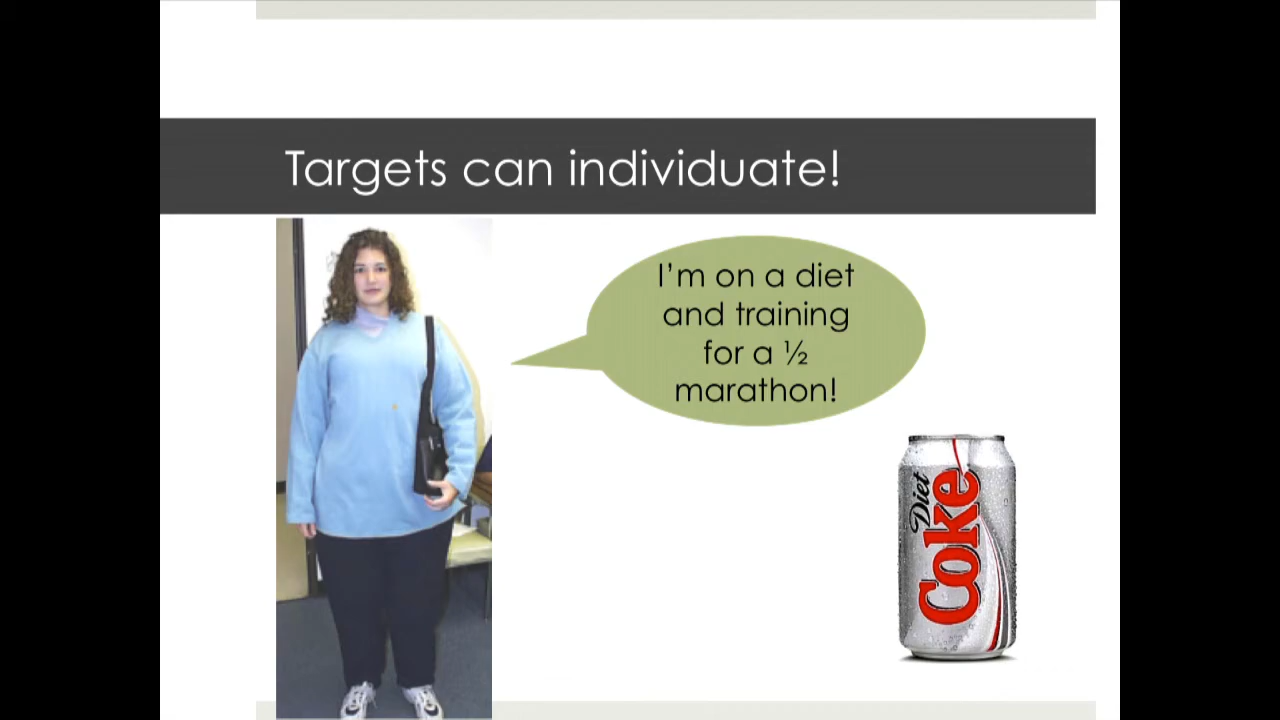 Targets can individuate!
I'm on a diet
and training
for a ½
marathon!
Diet
Coke